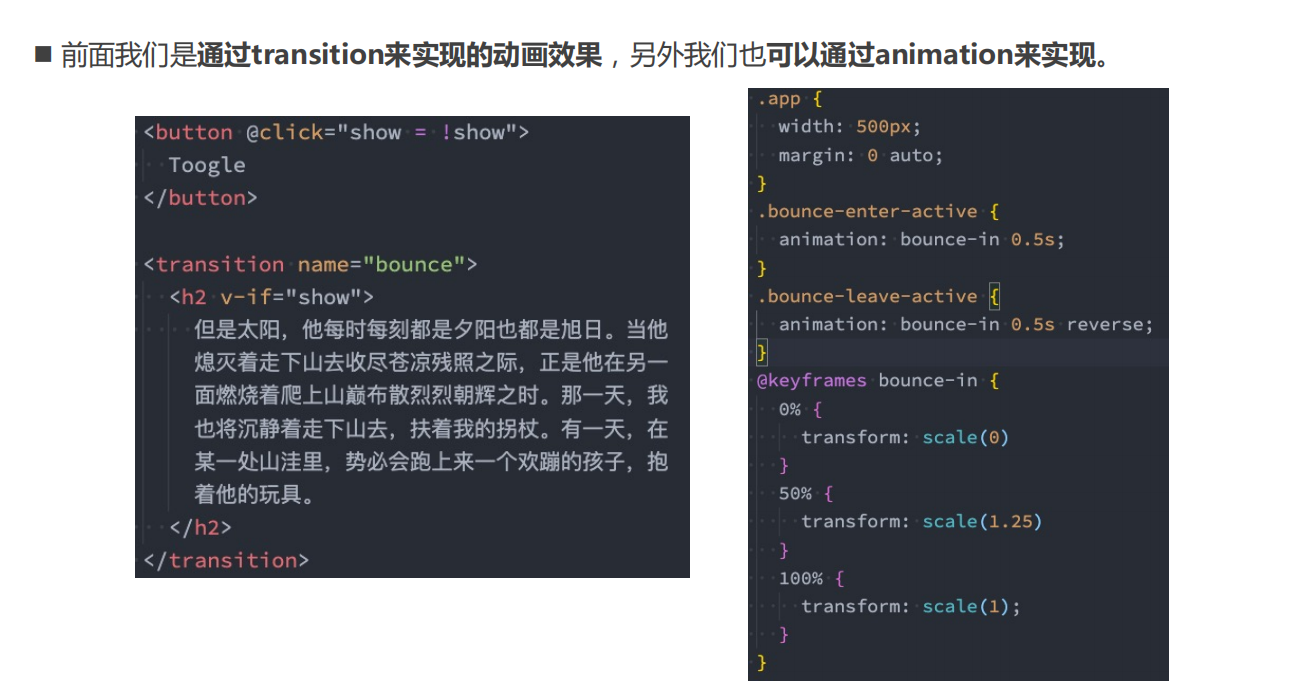 ■ 前面我们是通过transition来实现的动画效果，另外我们也可以通过animation来实现。
<button @click="show = !show">
Toogle
</button>
<transition name="bounce">
<h2 v-if="show">
但是太阳，他每时每刻都是夕阳也都是旭日。当他
熄灭着走下山去收尽苍凉残照之际，正是他在另一
面燃烧着爬上山巅布散烈烈朝辉之时。那一天，我
也将沉静着走下山去，扶着我的拐杖。有一天，在
某一处山洼里，势必会跑上来一个欢蹦的孩子，抱
着他的玩具。
</h2>
</transition>
.app {
width: 500px;
margin: 0 auto;
}
.bounce-enter-active {
animation: bounce-in 0.5s;
}
.bounce-leave-active {
animation: bounce-in 0.5s reverse;
}
@keyframes bounce-in {
0% {
transform: scale(0)
}
50% {
transform: scale(1.25)
}
100% {
transform: scale(1);
}
}